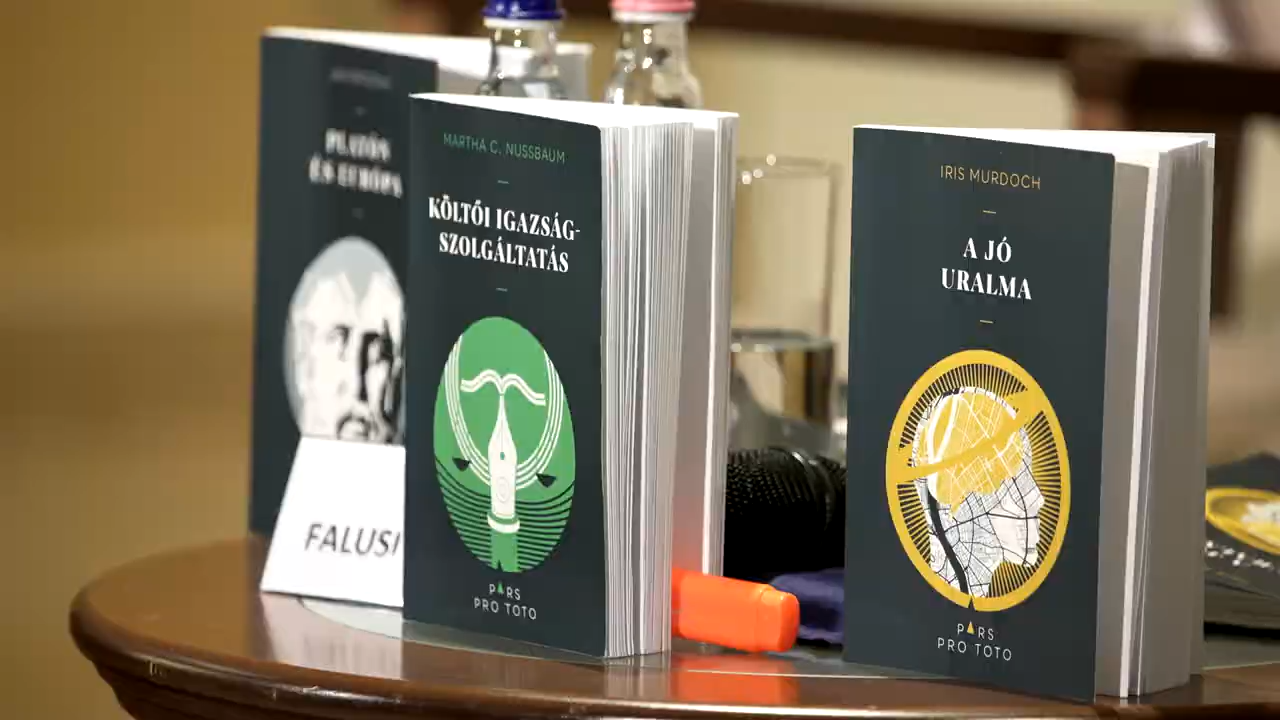 PLATÓN
ÉS EURÓPA
FALUSI
MARTHA C. NUSSBAUM
KÖLTŐI IGAZSÁG-
SZOLGÁLTATÁS
PARS
PRO TOTO
IRIS MURDOCH
A JÓ
URALMA
PARS
PRO TOTO